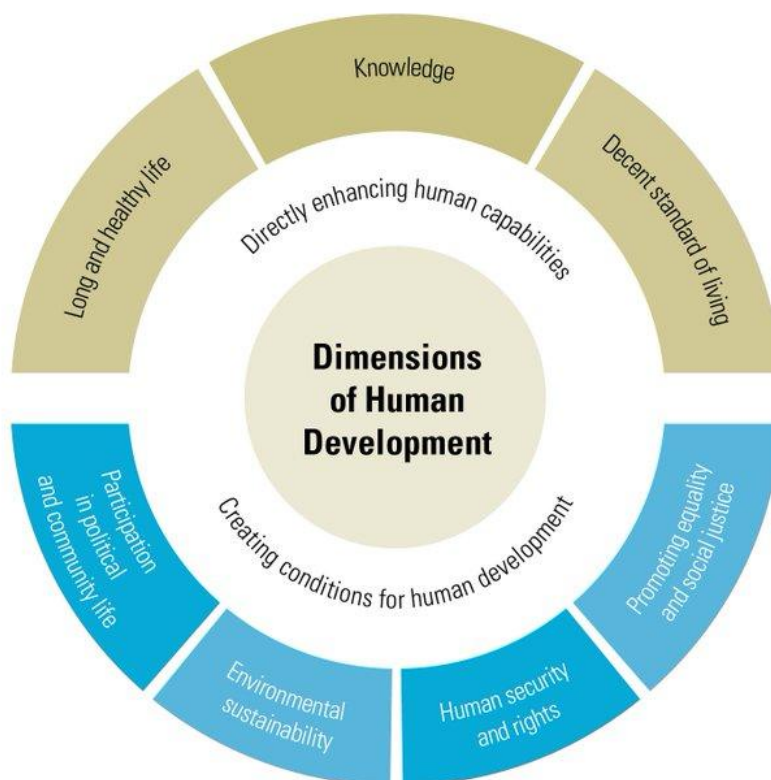 Knowledge
Long and healthy life
Decent standard of living
Directly enhancing human capabilities
Dimensions
of Human
Development
Creating conditions for human development
Participation
in political
and community life
Environmental
sustainability
Human security
and rights
Promoting equality
and social justice